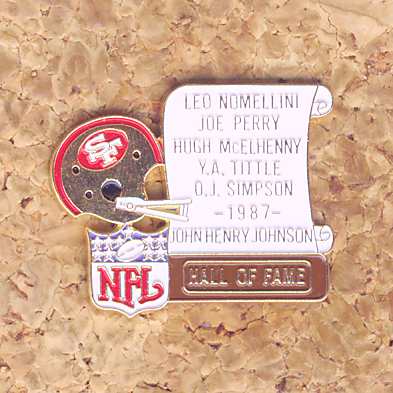 LEO NOMELLINI
JOE PERRY
HUGH McELHENNY
Y.A. TITTLE
O.J. SIMPSON
-1987-
JOHN HENRY JOHNSON
SF
NFL
HALL OF FAME